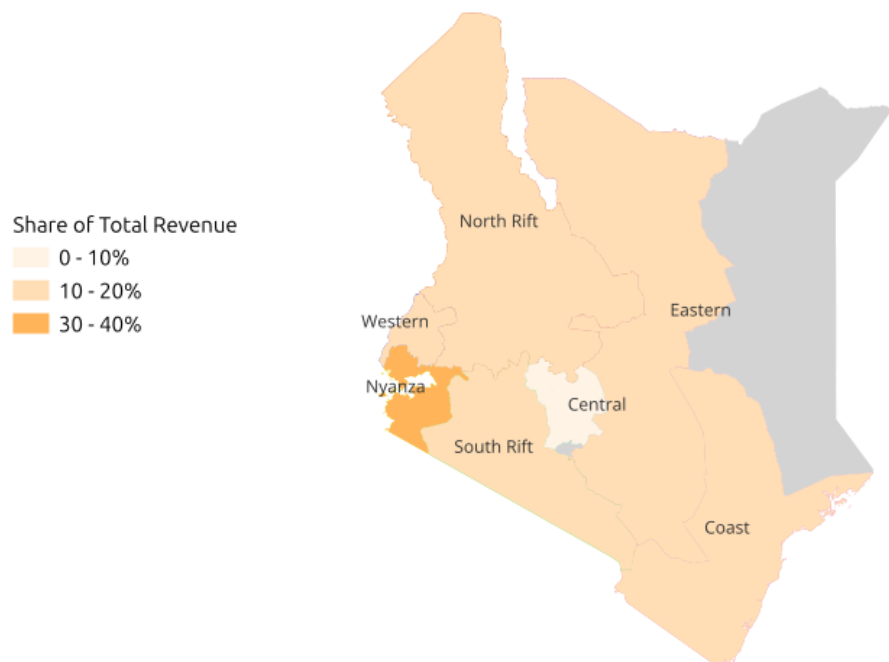 Share of Total Revenue
0 - 10%
10 - 20%
30 - 40%
North Rift
Eastern
Western
Nyanza
Central
South Rift
Coast